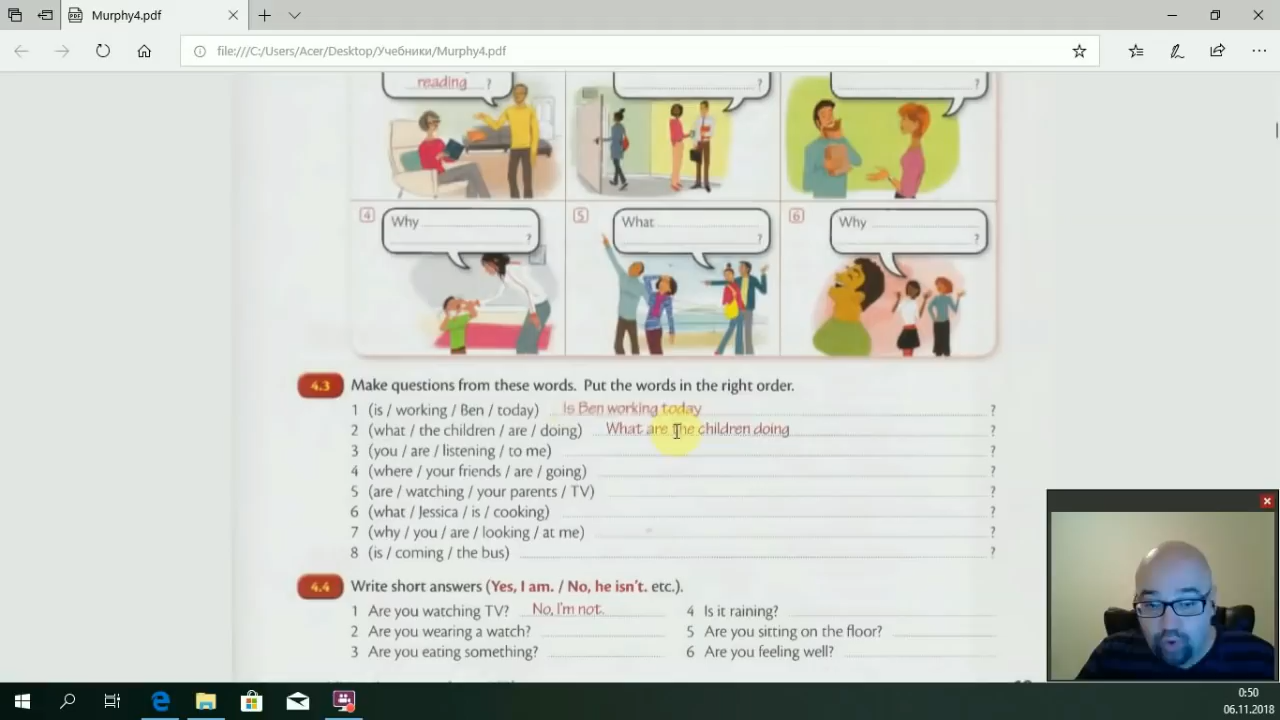 Murphy4.pdf
file:///C:/Users/Acer/Desktop/Учебники/Murphy4.pdf
reading ?
?
?
4 Why
?
5 What
?
6 Why
?
4.3 Make questions from these words. Put the words in the right order.
1 (is / working / Ben / today) Is Ben working today ?
2 (what / the children / are / doing) What are the children doing ?
3 (you / are / listening / to me) ?
4 (where / your friends / are / going) ?
5 (are / watching / your parents / TV) ?
6 (what / Jessica / is / cooking) ?
7 (why / you / are / looking / at me) ?
8 (is / coming / the bus) ?
4.4 Write short answers (Yes, I am. / No, he isn't. etc.).
1 Are you watching TV? No, I'm not.
2 Are you wearing a watch?
3 Are you eating something?
4 Is it raining?
5 Are you sitting on the floor?
6 Are you feeling well?
0:50
06.11.2018